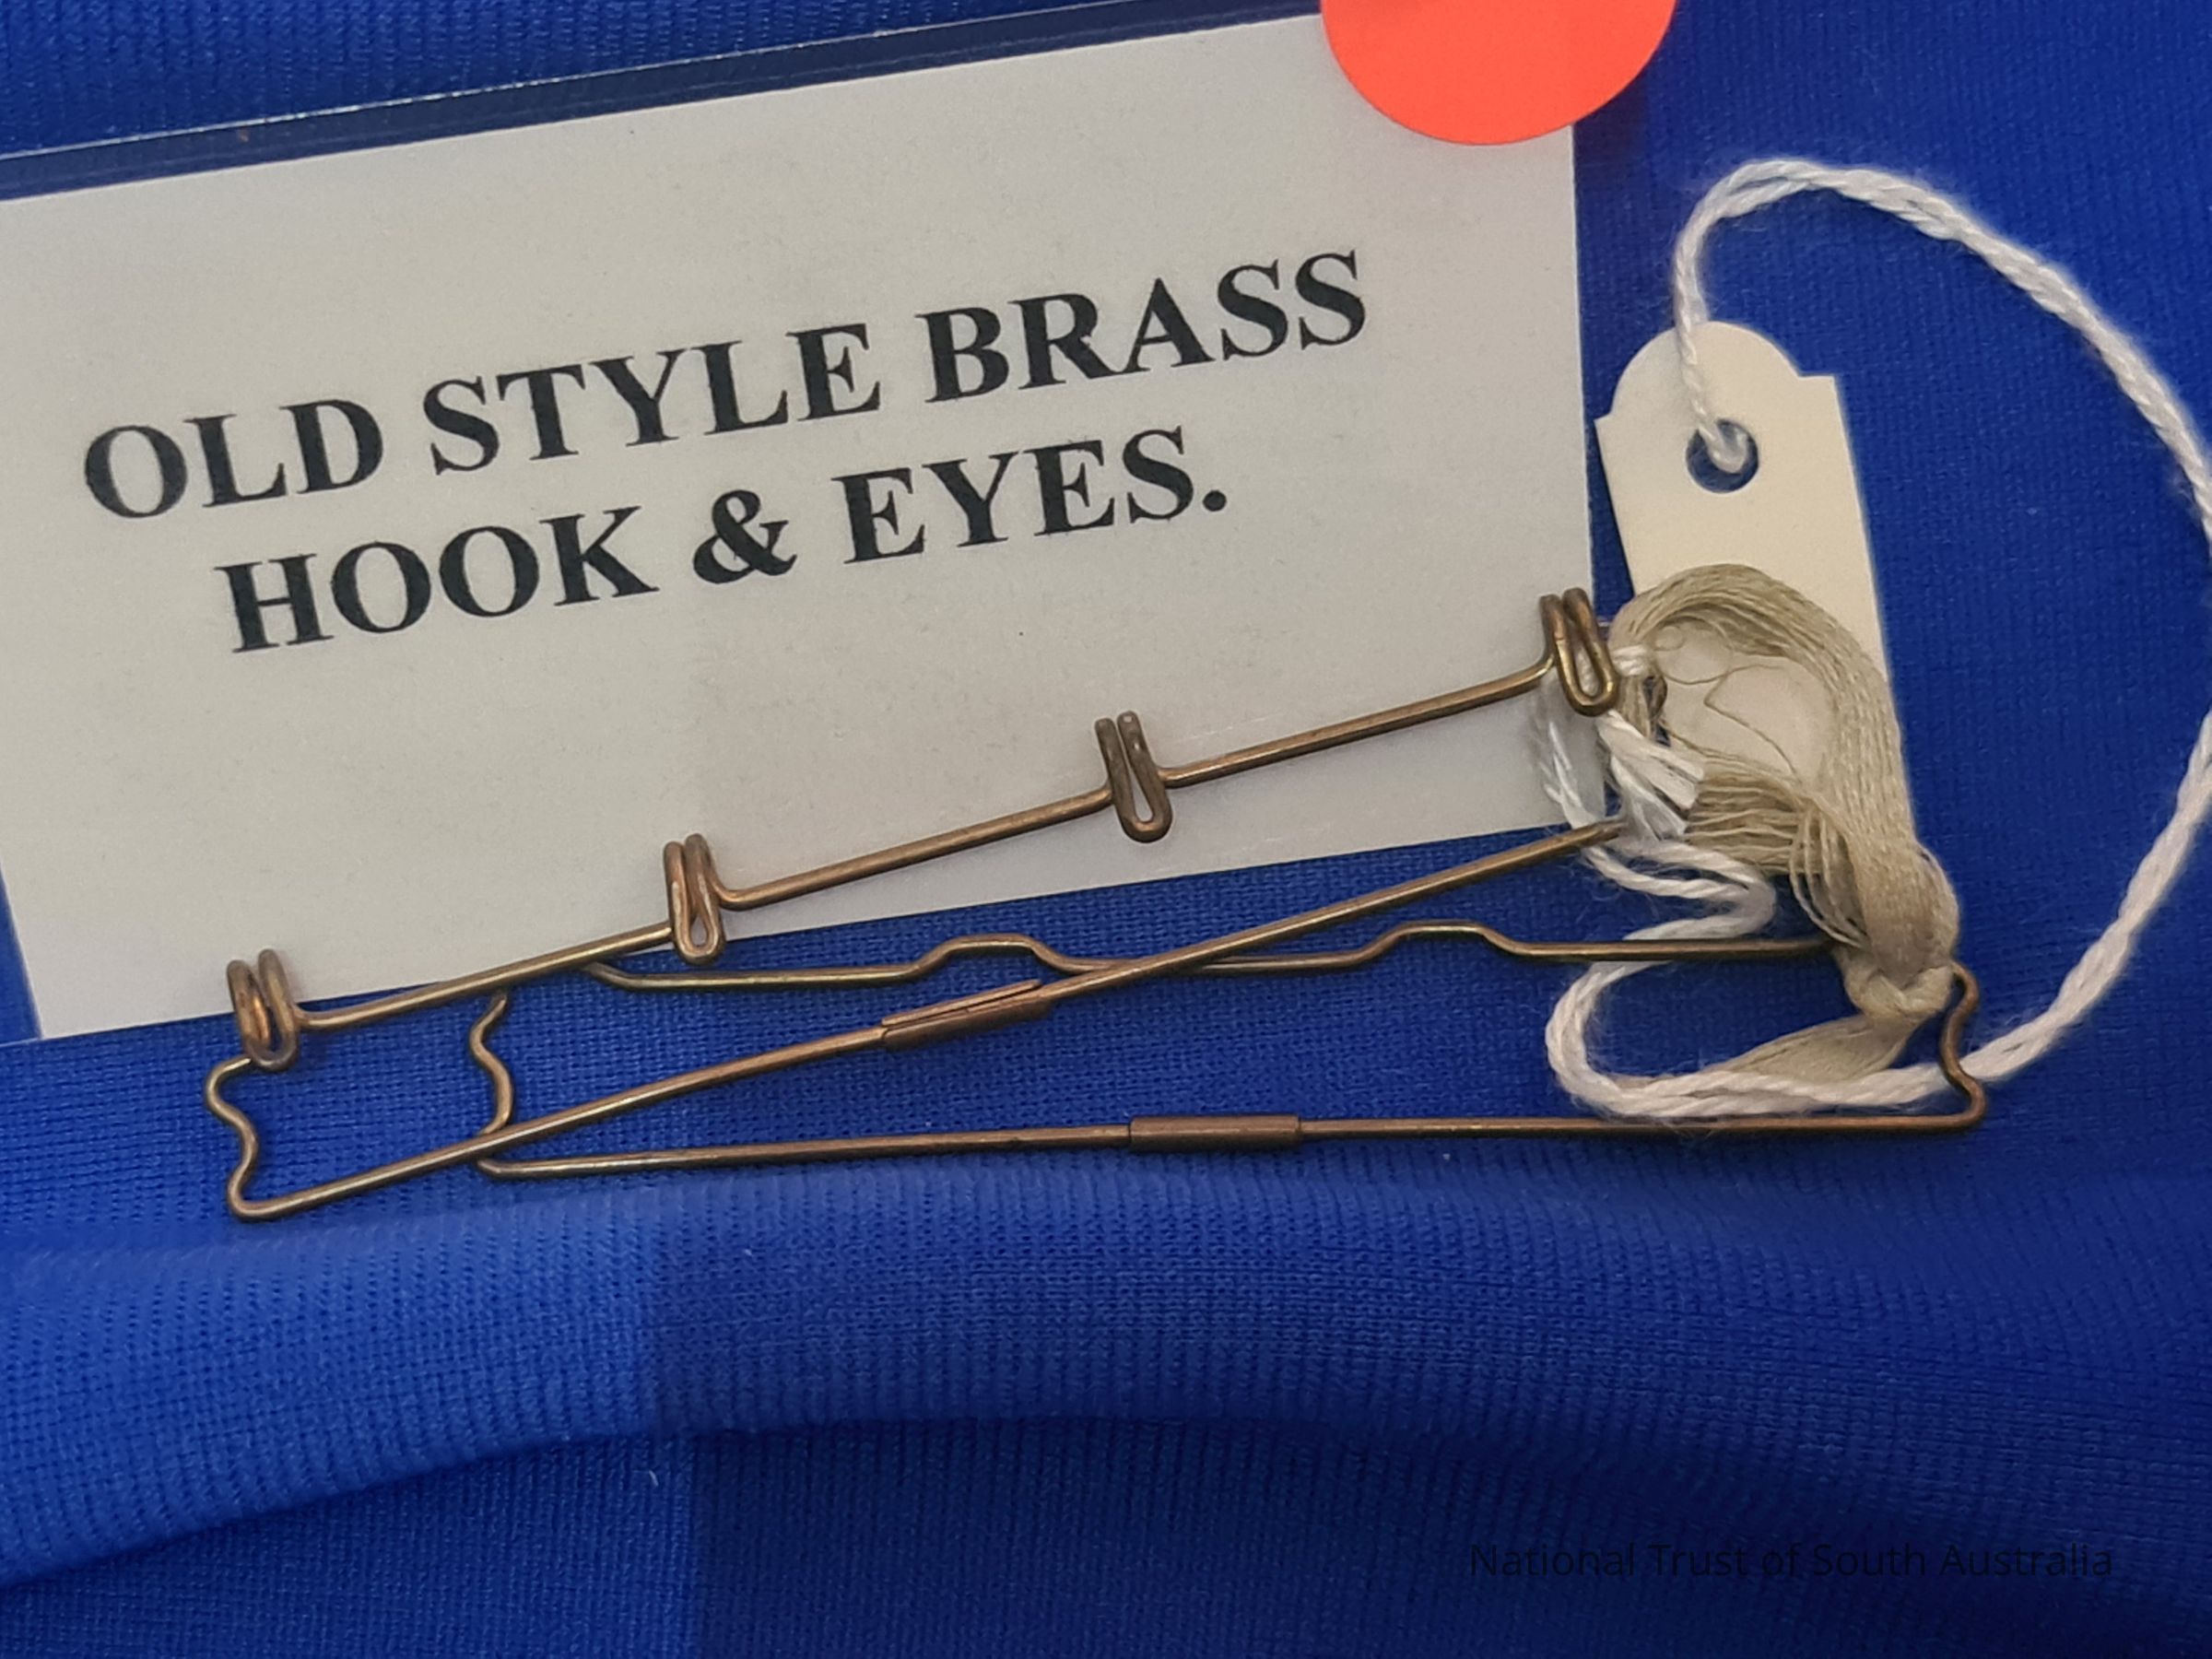 OLD STYLE BRASS
HOOK & EYES.
National Trust of South Australia